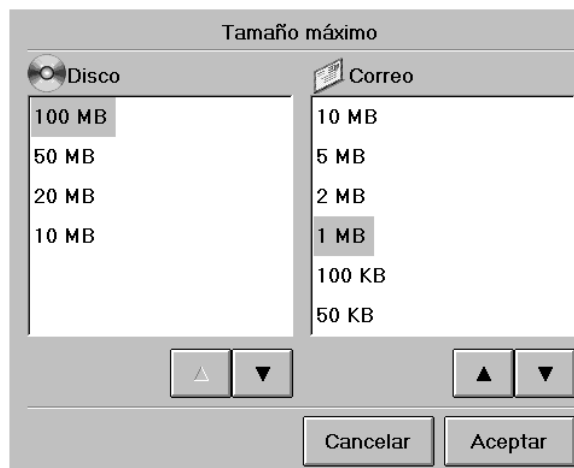 Tamaño máximo
Disco
100 MB
50 MB
20 MB
10 MB
Correo
10 MB
5 MB
2 MB
1 MB
100 KB
50 KB
Cancelar
Aceptar